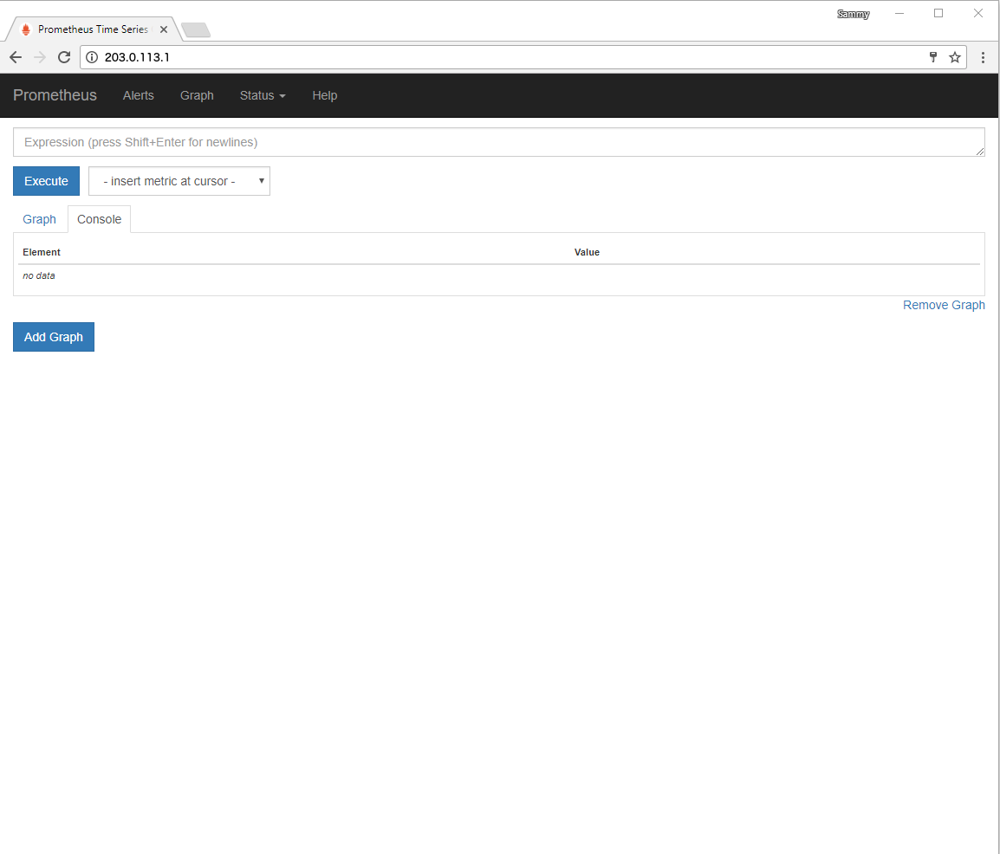 Sammy
Prometheus Time Series
203.0.113.1
Prometheus Alerts Graph Status Help
Expression (press Shift+Enter for newlines)
Execute - insert metric at cursor -
Graph Console
Element Value
no data
Remove Graph
Add Graph